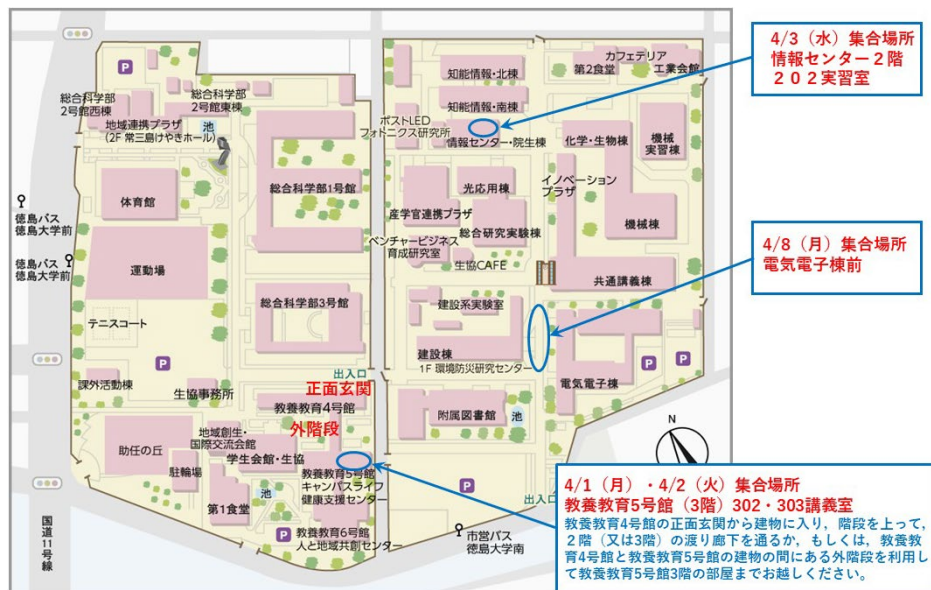 4/3（水）集合場所
情報センター２階
２０２実習室
4/8（月）集合場所
電気電子棟前
4/1（月）・4/2（火）集合場所
教養教育5号館（3階）302・303講義室
教養教育4号館の正面玄関から建物に入り，階段を上って，
２階（又は3階）の渡り廊下を通るか，もしくは，教養教
育4号館と教養教育5号館の建物の間にある外階段を利用し
て教養教育5号館3階の部屋までお越しください。
P
総合科学部
2号館西棟
総合科学部
2号館東棟
地域連携プラザ
(2F 常三島けやきホール)
池
体育館
総合科学部1号館
徳島バス
徳島大学前
徳島バス
徳島大学前
運動場
総合科学部3号館
テニスコート
P
課外活動棟
生協事務所
出入口
正面玄関
教養教育4号館
外階段
地域創生・
国際交流会館
助任の丘
駐輪場
学生会館・生協
教養教育5号館
キャンパスライフ
健康支援センター
第1食堂
池
P
教養教育6号館
人と地域共創センター
国道11号線
カフェテリア
第2食堂
工業会館
知能情報・北棟
知能情報・南棟
ポストLED
フォトニクス研究所
情報センター・院生棟
化学・生物棟
機械
実習棟
光応用棟
イノベーション
プラザ
産学官連携プラザ
総合研究実験棟
機械棟
ベンチャービジネス
育成研究室
生協CAFE
共通講義棟
建設系実験室
建設棟
1F 環境防災研究センター
電気電子棟
P
P
附属図書館
池
N
P
出入口
市営バス
徳島大学南